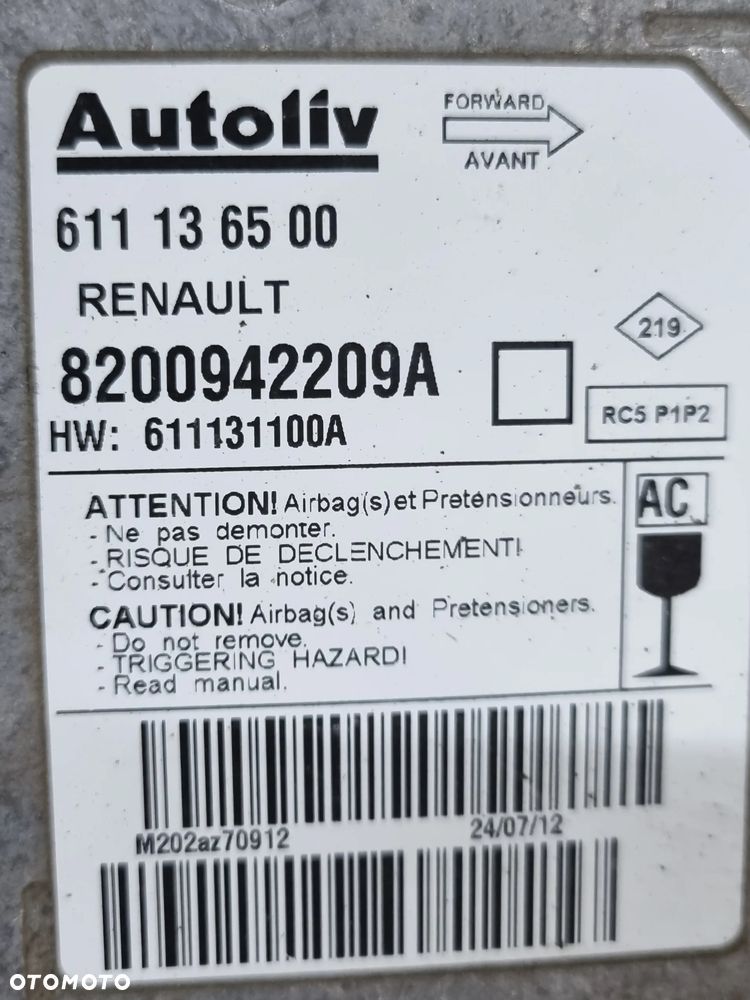 Autoliv
FORWARD
AVANT
611 13 65 00
RENAULT
219
8200942209A
RC5 P1P2
HW: 611131100A
ATTENTION! Airbag(s) et Pretensionneurs.
- Ne pas demonter.
- RISQUE DE DECLENCHEMENT!
- Consulter la notice.
AC
CAUTION! Airbag(s) and Pretensioners.
- Do not remove.
- TRIGGERING HAZARD!
- Read manual.
M202az70912
24/07/12
OTOMOTO